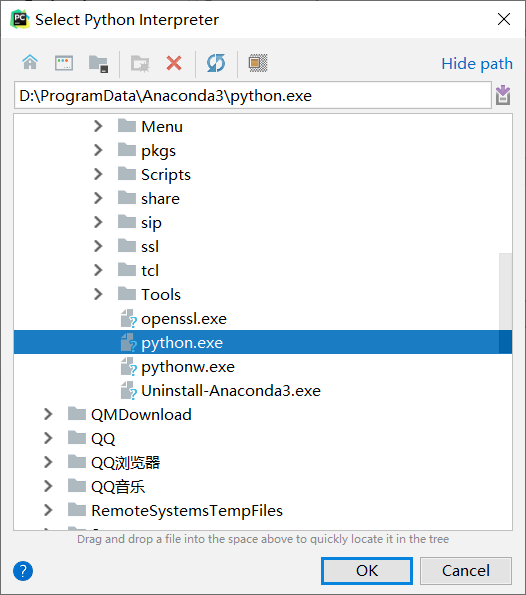 PC Select Python Interpreter
Hide path
D:\ProgramData\Anaconda3\python.exe
Menu
pkgs
Scripts
share
sip
ssl
tcl
Tools
openssl.exe
python.exe
pythonw.exe
Uninstall-Anaconda3.exe
QMDownload
QQ
QQ浏览器
QQ音乐
RemoteSystemsTempFiles
Drag and drop a file into the space above to quickly locate it in the tree
? OK Cancel